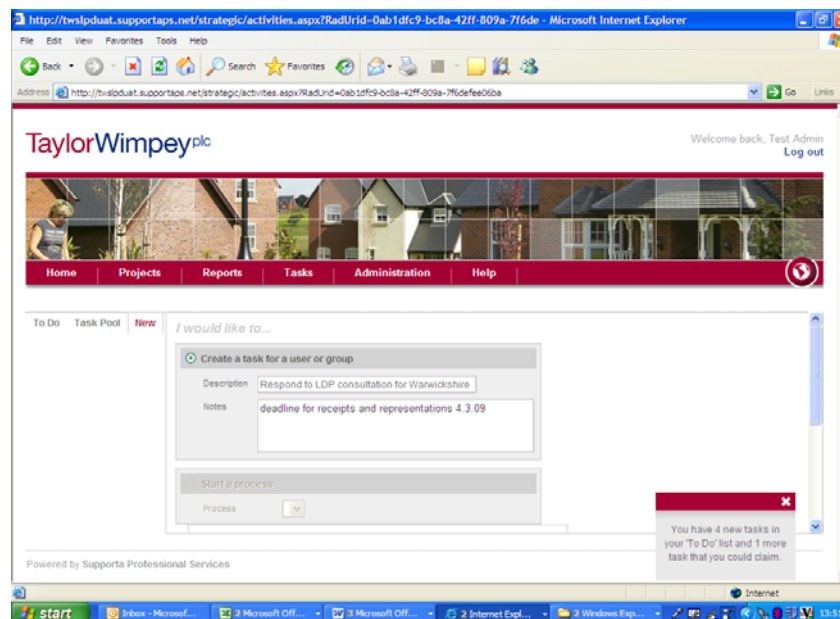 http://twslpduat.supportaps.net/strategic/activities.aspx?RadUrid=0ab1dfc9-bc8a-42ff-809a-7f6de - Microsoft Internet Explorer
File Edit View Favorites Tools Help
Back Search Favorites
Address http://twslpduat.supportaps.net/strategic/activities.aspx?RadUrid=0ab1dfc9-bc8a-42ff-809a-7f6defee06ba Go Links
TaylorWimpey plc
Welcome back, Test Admin
Log out
Home Projects Reports Tasks Administration Help
To Do Task Pool New
I would like to...
Create a task for a user or group
Description Respond to LDP consultation for Warwickshire
Notes deadline for receipts and representations 4.3.09
Start a process
Process
You have 4 new tasks in
your 'To Do' list and 1 more
task that you could claim.
Powered by Supporta Professional Services
Internet
start Inbox - Microsof... 2 Microsoft Off... 3 Microsoft Off... 2 Internet Expl... 2 Windows Exp...